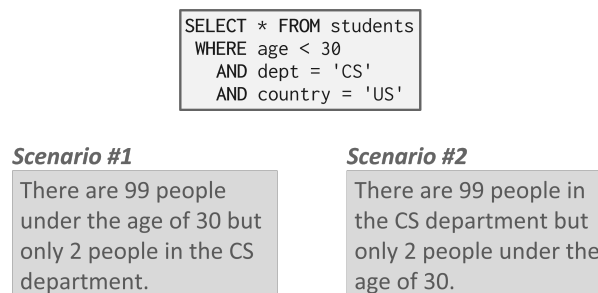 SELECT * FROM students
WHERE age < 30
AND dept = 'CS'
AND country = 'US'
Scenario #1
There are 99 people
under the age of 30 but
only 2 people in the CS
department.
Scenario #2
There are 99 people in
the CS department but
only 2 people under the
age of 30.